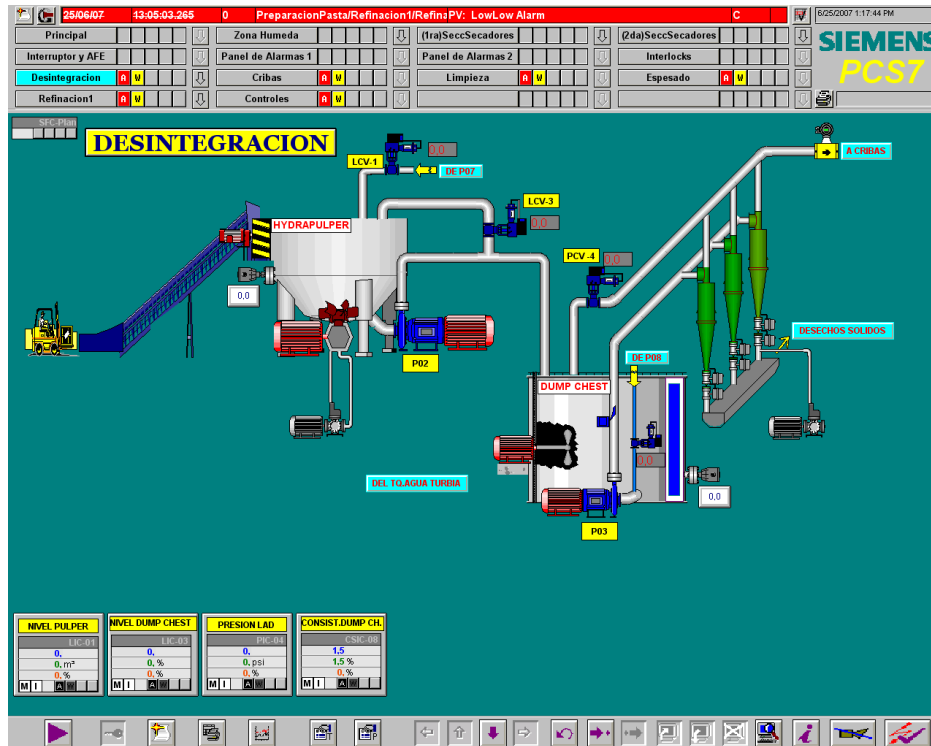 25/06/07 13:05:03.265 0 PreparacionPasta/Refinacion1/RefinaPV: LowLow Alarm C 6/25/2007 1:17:44 PM
Principal Zona Humeda (1ra)SeccSecadores (2da)SeccSecadores
Interruptor y AFE Panel de Alarmas 1 Panel de Alarmas 2 Interlocks
Desintegracion A W Cribas A W Limpieza A W Espesado A W
Refinacion1 A W Controles A W
SIEMENS
PCS7
SFC-Plan
DESINTEGRACION
LCV-1
0,0
DE P07
A CRIBAS
LCV-3
0,0
HYDRAPULPER
PCV-4
0,0
0,0
P02
DESECHOS SOLIDOS
DE P08
DUMP CHEST
0,0
DEL TQ.AGUA TURBIA
0,0
P03
NIVEL PULPER
LIC-01
0,
0, m³
0, %
M I A W
NIVEL DUMP CHEST
LIC-03
0,
0, %
0, %
M I A W
PRESION LAD
PIC-04
0,
0, psi
0, %
M I A W
CONSIST.DUMP CH.
CSIC-08
1,5
1,5 %
0, %
M I A W